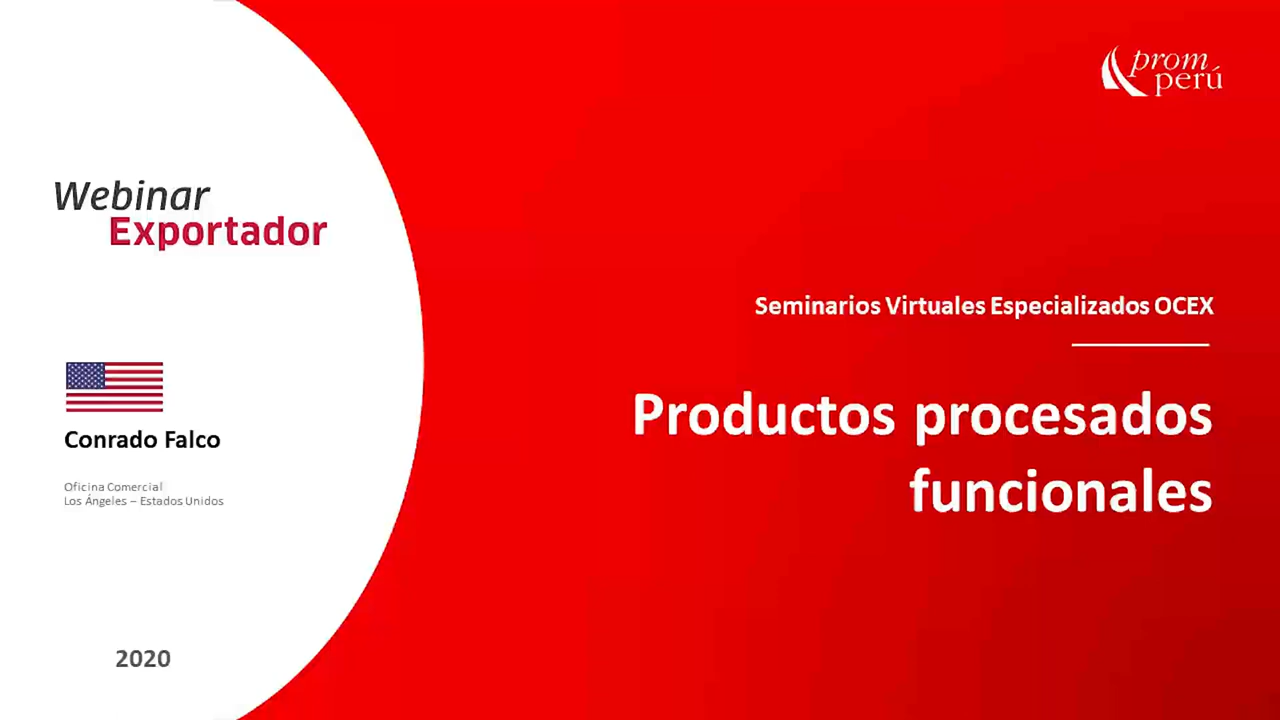 Webinar
Exportador
Conrado Falco
Oficina Comercial
Los Ángeles – Estados Unidos
2020
prom
perú
Seminarios Virtuales Especializados OCEX
Productos procesados
funcionales